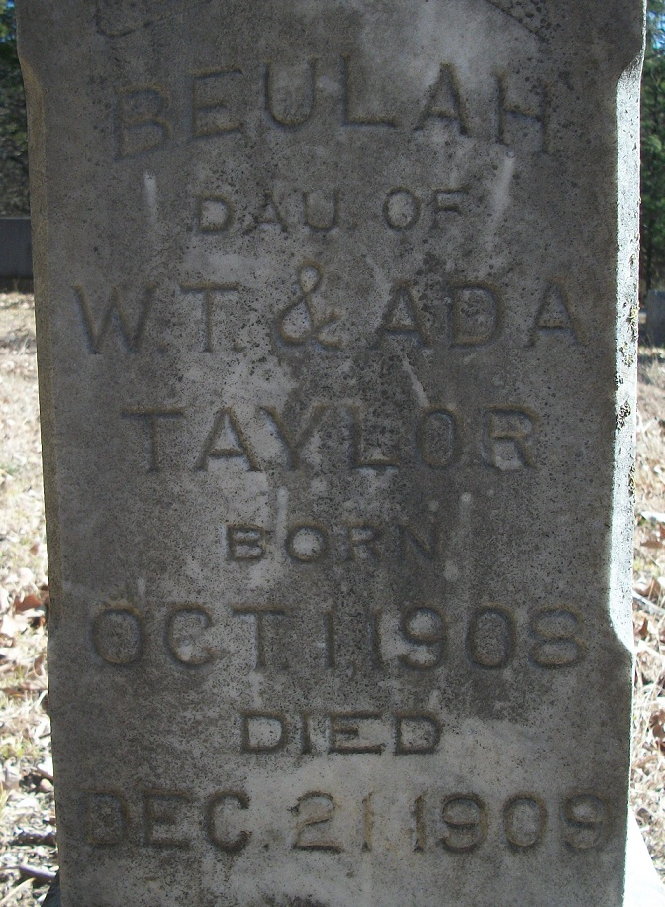 BEULAH
DAU OF
W.T. & ADA
TAYLOR
BORN
OCT. 1, 1908
DIED
DEC. 21, 1909